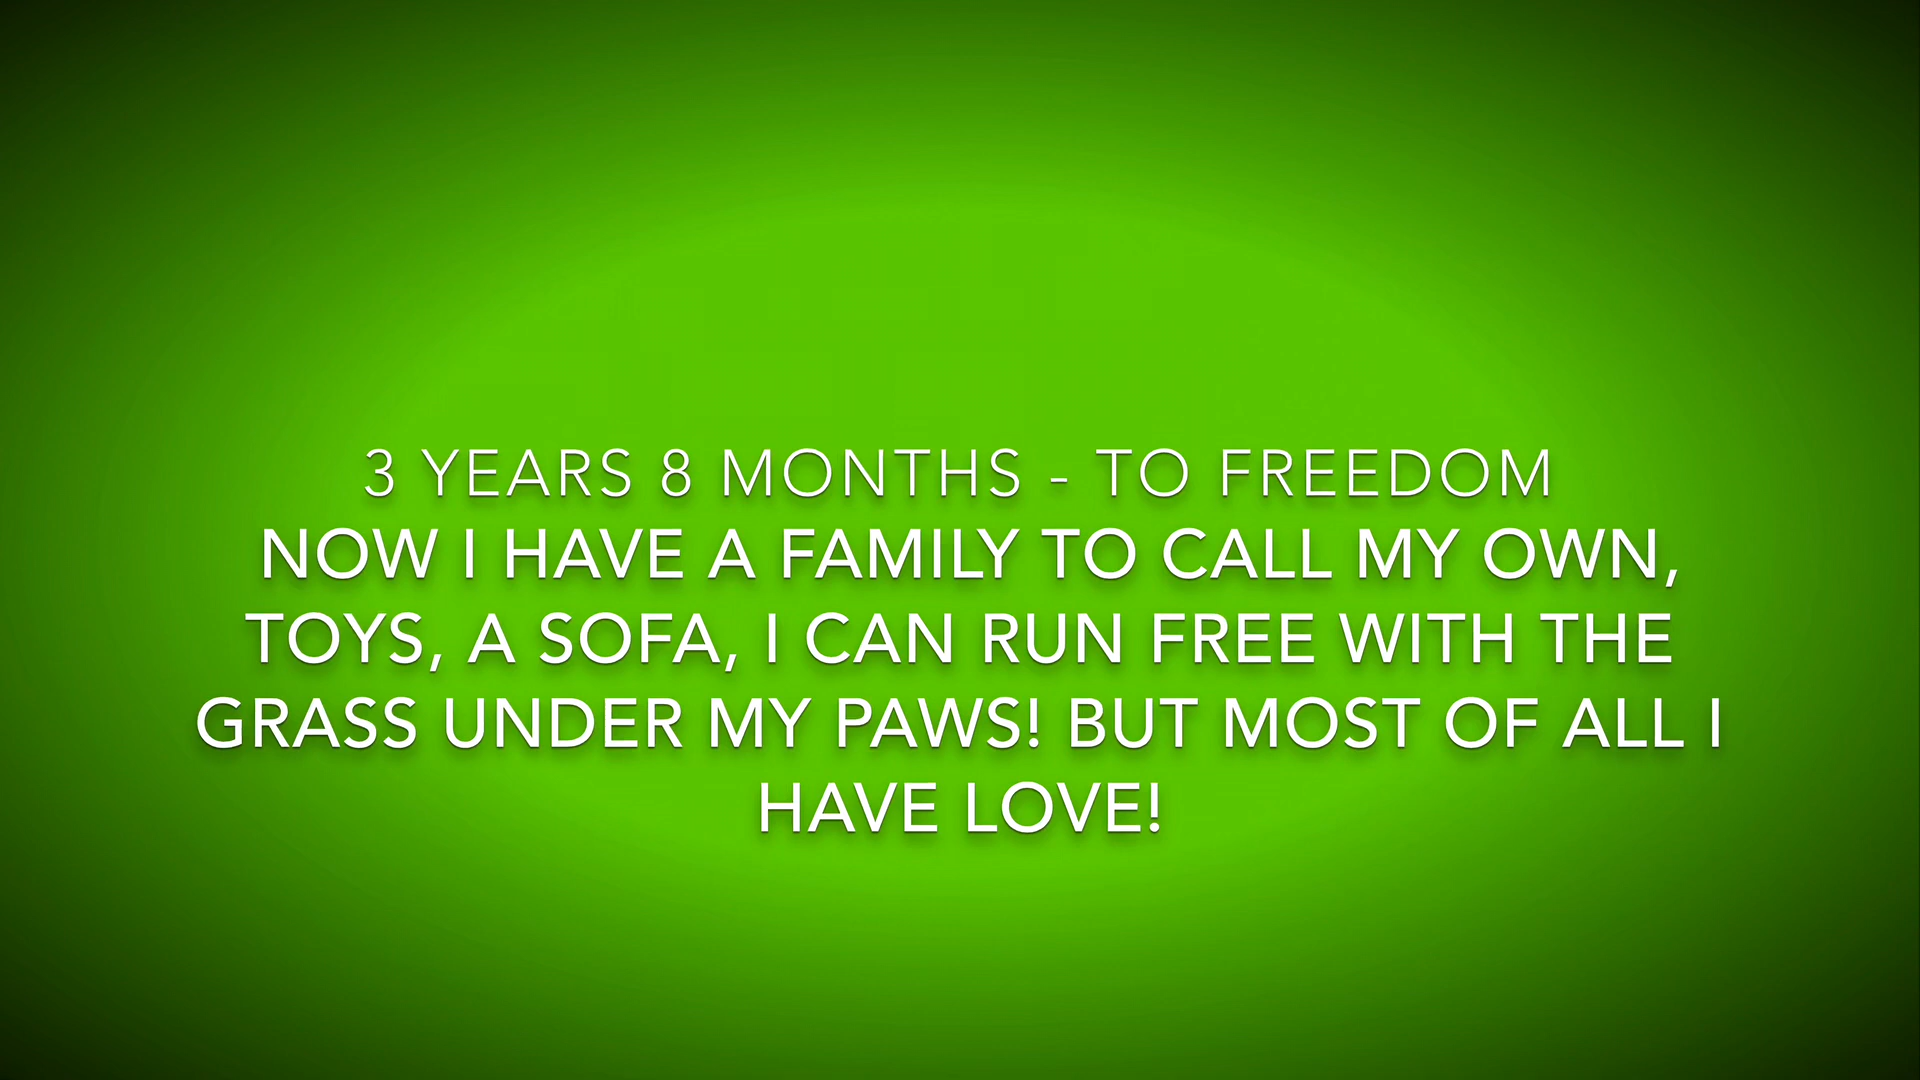 3 YEARS 8 MONTHS - TO FREEDOM
NOW I HAVE A FAMILY TO CALL MY OWN,
TOYS, A SOFA, I CAN RUN FREE WITH THE
GRASS UNDER MY PAWS! BUT MOST OF ALL I
HAVE LOVE!